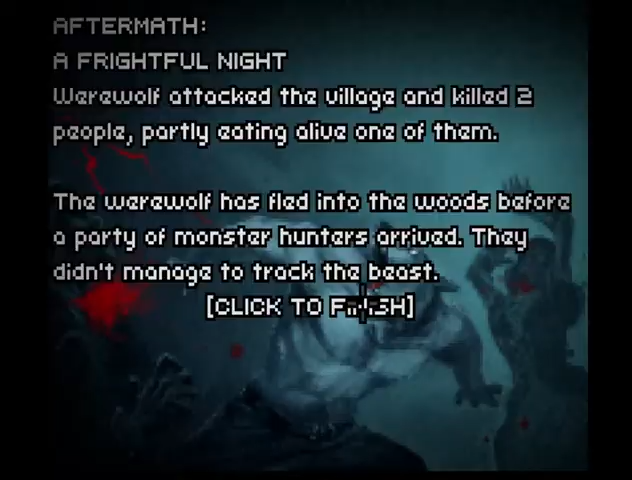 AFTERMATH:
A FRIGHTFUL NIGHT
Werewolf attacked the village and killed 2
people, partly eating alive one of them.
The werewolf has fled into the woods before
a party of monster hunters arrived. They
didn't manage to track the beast.
[CLICK TO FINISH]